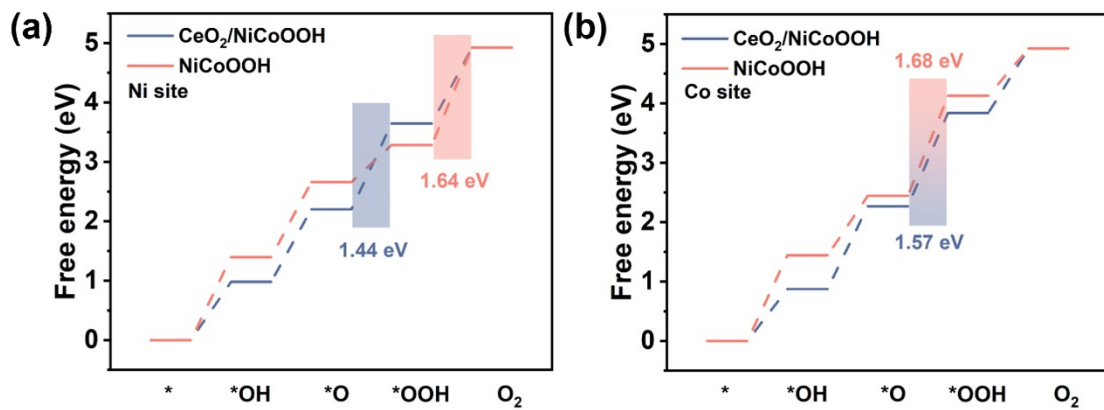 (a)
CeO₂/NiCoOOH
NiCoOOH
Ni site
1.44 eV
1.64 eV
Free energy (eV)
5
4
3
2
1
0
* *OH *O *OOH O₂
(b)
CeO₂/NiCoOOH
NiCoOOH
Co site
1.68 eV
1.57 eV
Free energy (eV)
5
4
3
2
1
0
* *OH *O *OOH O₂